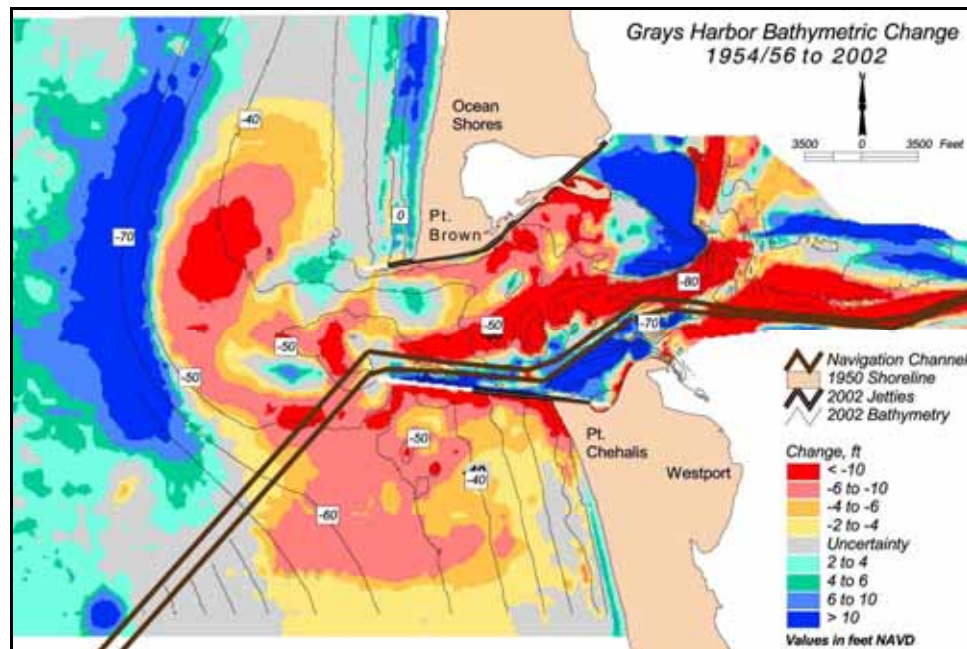 Grays Harbor Bathymetric Change
1954/56 to 2002
N
3500 0 3500 Feet
Ocean
Shores
Pt.
Brown
-40
-70
0
-80
-70
-50
-50
-50
-50
-40
-60
Pt.
Chehalis
Westport
Navigation Channel
1950 Shoreline
2002 Jetties
2002 Bathymetry
Change, ft
< -10
-6 to -10
-4 to -6
-2 to -4
Uncertainty
2 to 4
4 to 6
6 to 10
> 10
Values in feet NAVD